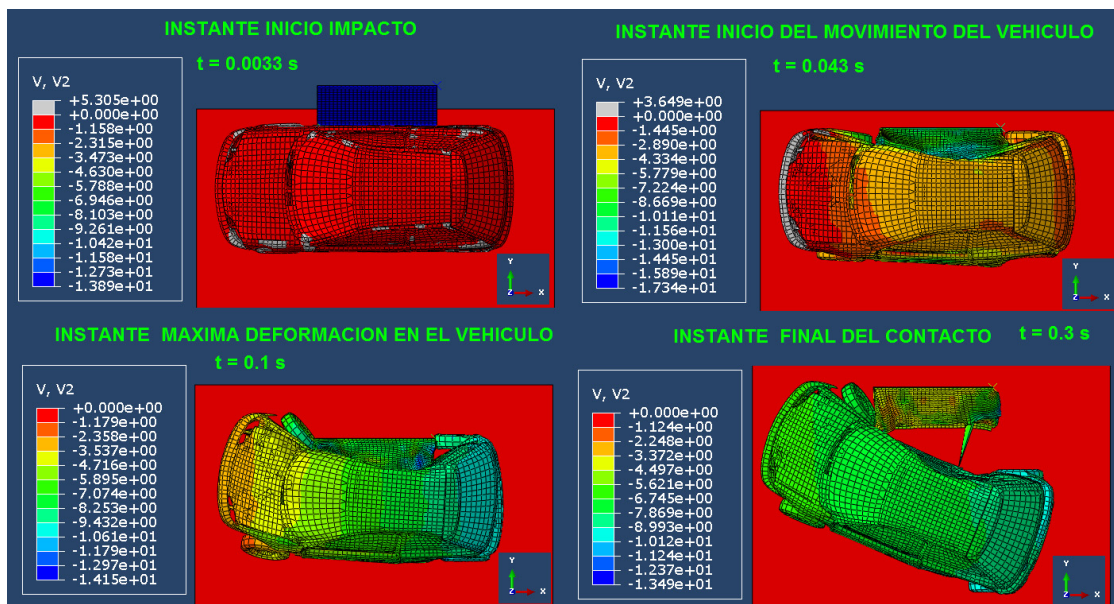 INSTANTE INICIO IMPACTO
t = 0.0033 s
V, V2
+5.305e+00
+0.000e+00
-1.158e+00
-2.315e+00
-3.473e+00
-4.630e+00
-5.788e+00
-6.946e+00
-8.103e+00
-9.261e+00
-1.042e+01
-1.158e+01
-1.273e+01
-1.389e+01
Y
Z
X
INSTANTE INICIO DEL MOVIMIENTO DEL VEHICULO
t = 0.043 s
V, V2
+3.649e+00
+0.000e+00
-1.445e+00
-2.890e+00
-4.334e+00
-5.779e+00
-7.224e+00
-8.669e+00
-1.011e+01
-1.156e+01
-1.300e+01
-1.445e+01
-1.589e+01
-1.734e+01
Y
Z
X
INSTANTE MAXIMA DEFORMACION EN EL VEHICULO
t = 0.1 s
V, V2
+0.000e+00
-1.179e+00
-2.358e+00
-3.537e+00
-4.716e+00
-5.895e+00
-7.074e+00
-8.253e+00
-9.432e+00
-1.061e+01
-1.179e+01
-1.297e+01
-1.415e+01
Y
Z
X
INSTANTE FINAL DEL CONTACTO t = 0.3 s
V, V2
+0.000e+00
-1.124e+00
-2.248e+00
-3.372e+00
-4.497e+00
-5.621e+00
-6.745e+00
-7.869e+00
-8.993e+00
-1.012e+01
-1.124e+01
-1.237e+01
-1.349e+01
Y
Z
X